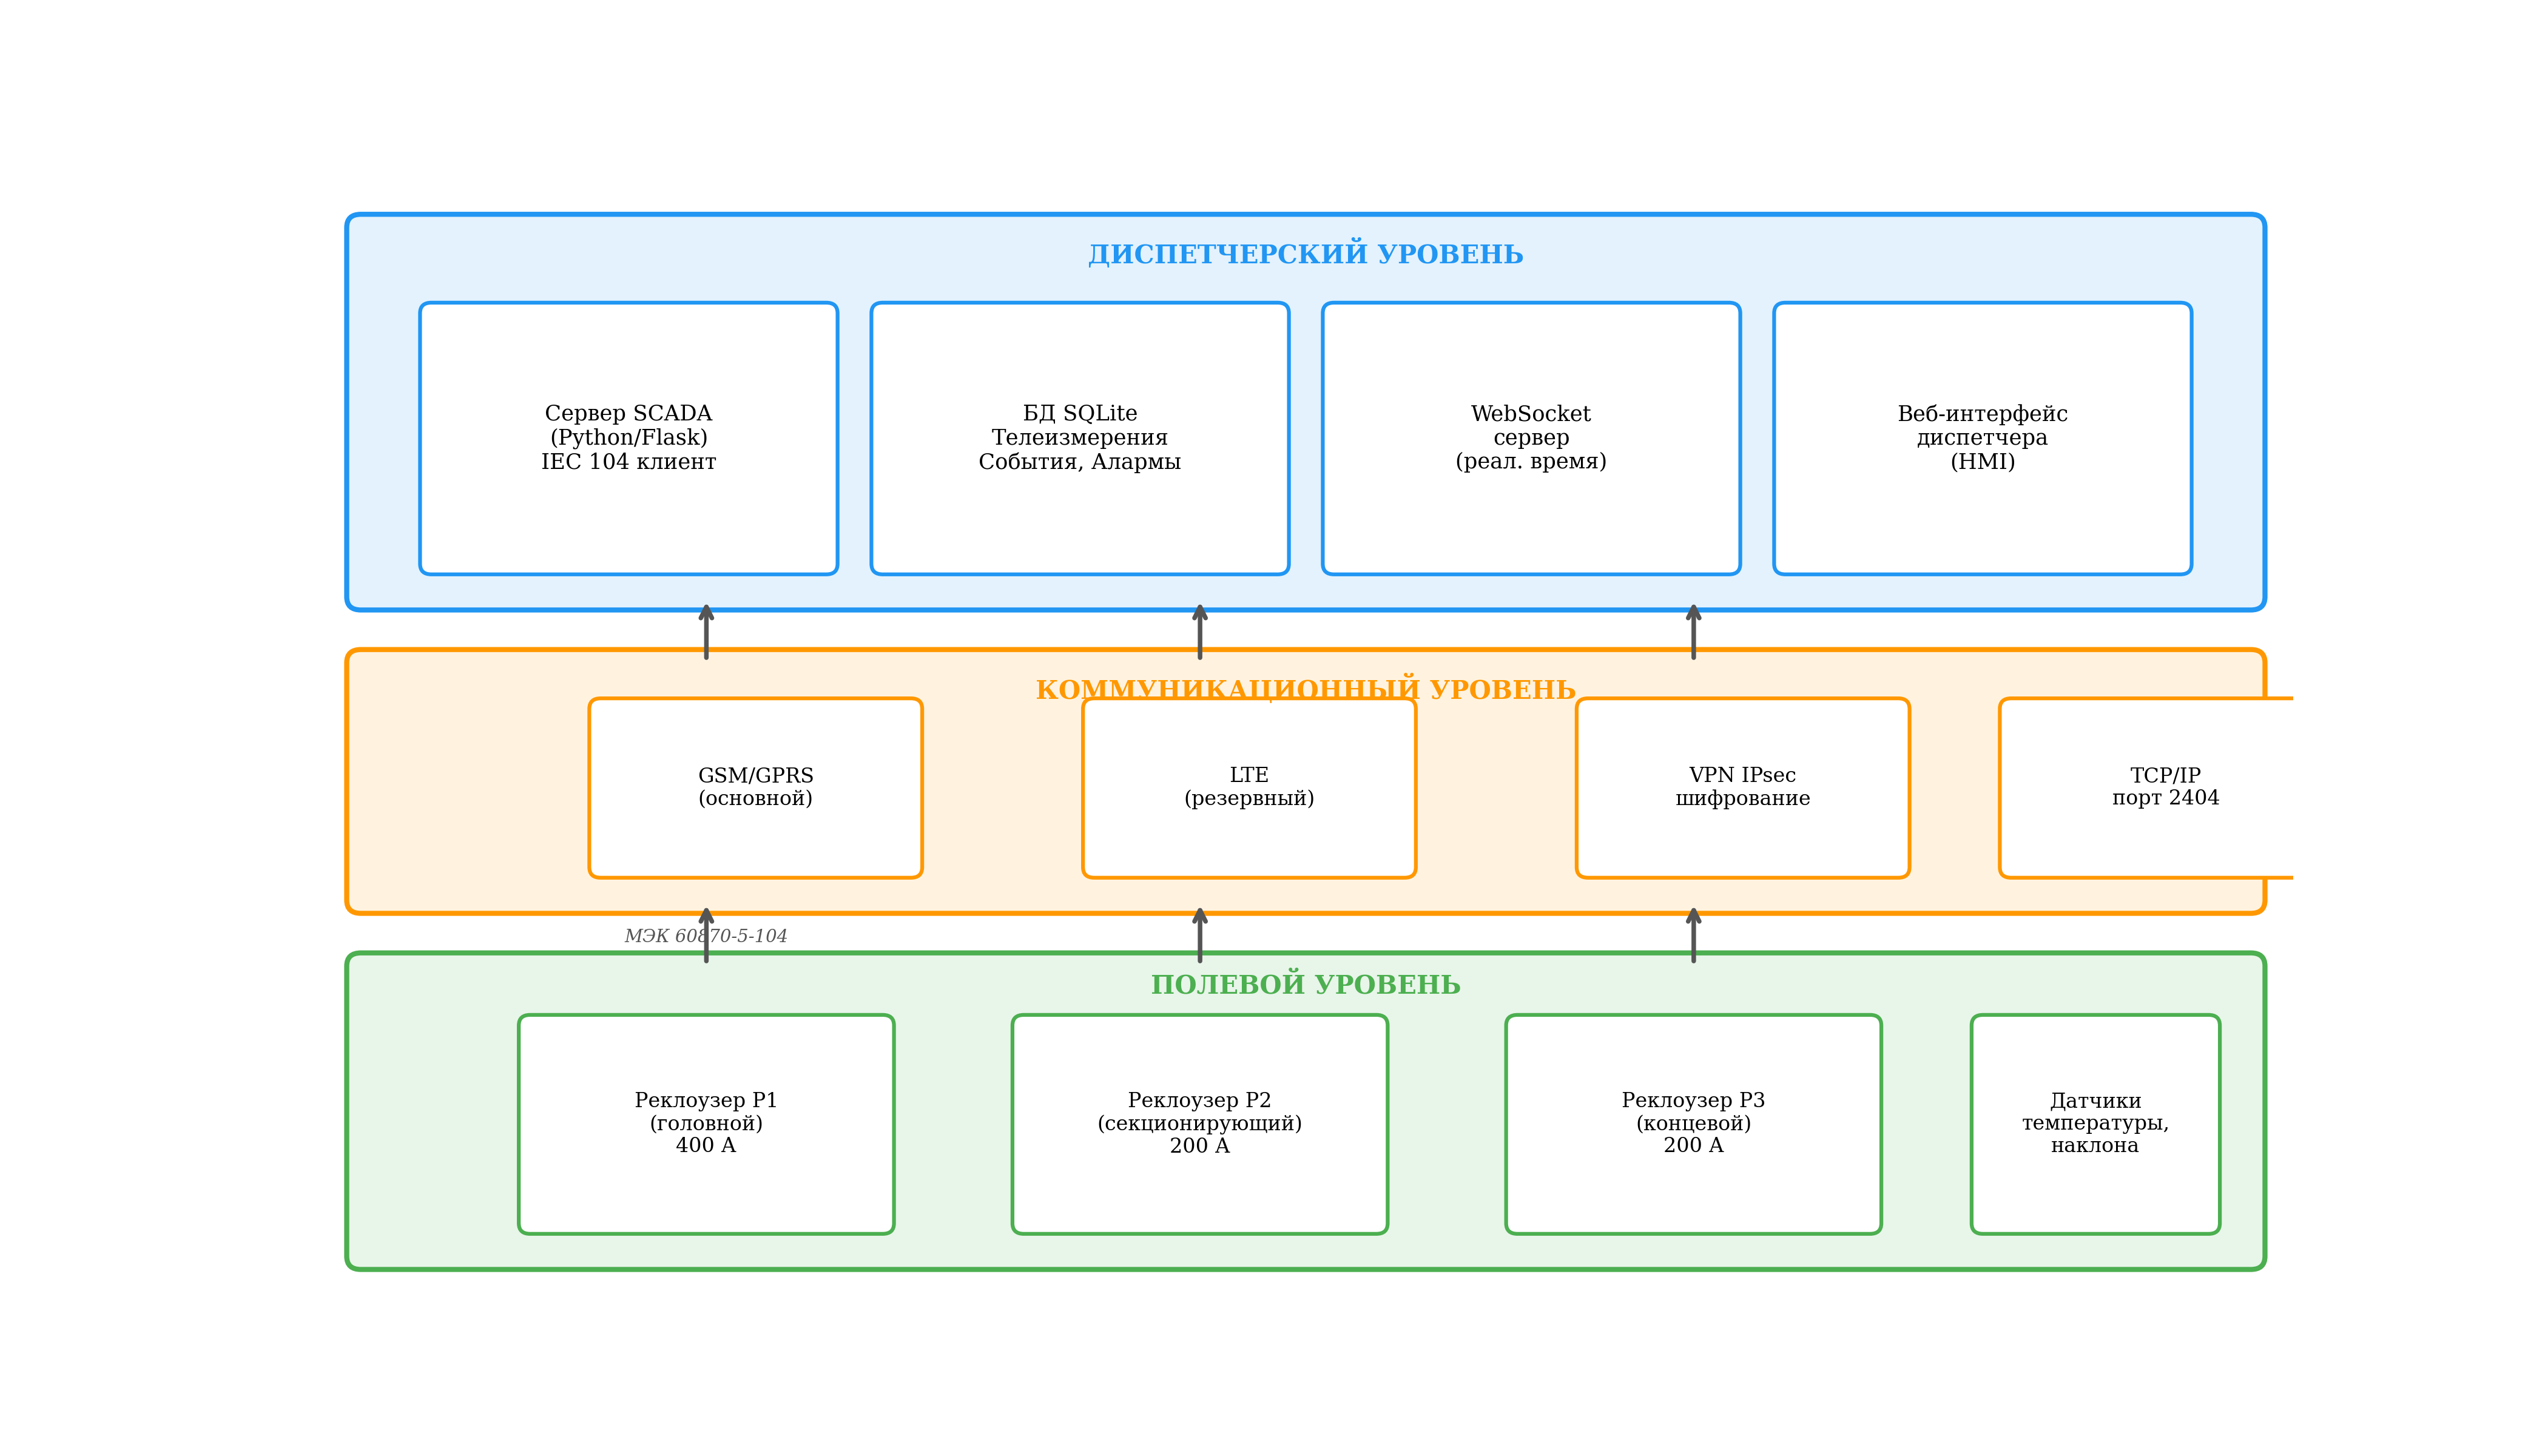 ДИСПЕТЧЕРСКИЙ УРОВЕНЬ
Сервер SCADA
(Python/Flask)
IEC 104 клиент
БД SQLite
Телеизмерения
События, Алармы
WebSocket
сервер
(реал. время)
Веб-интерфейс
диспетчера
(HMI)
КОММУНИКАЦИОННЫЙ УРОВЕНЬ
GSM/GPRS
(основной)
LTE
(резервный)
VPN IPsec
шифрование
TCP/IP
порт 2404
МЭК 60870-5-104
ПОЛЕВОЙ УРОВЕНЬ
Реклоузер Р1
(головной)
400 А
Реклоузер Р2
(секционирующий)
200 А
Реклоузер Р3
(концевой)
200 А
Датчики
температуры,
наклона